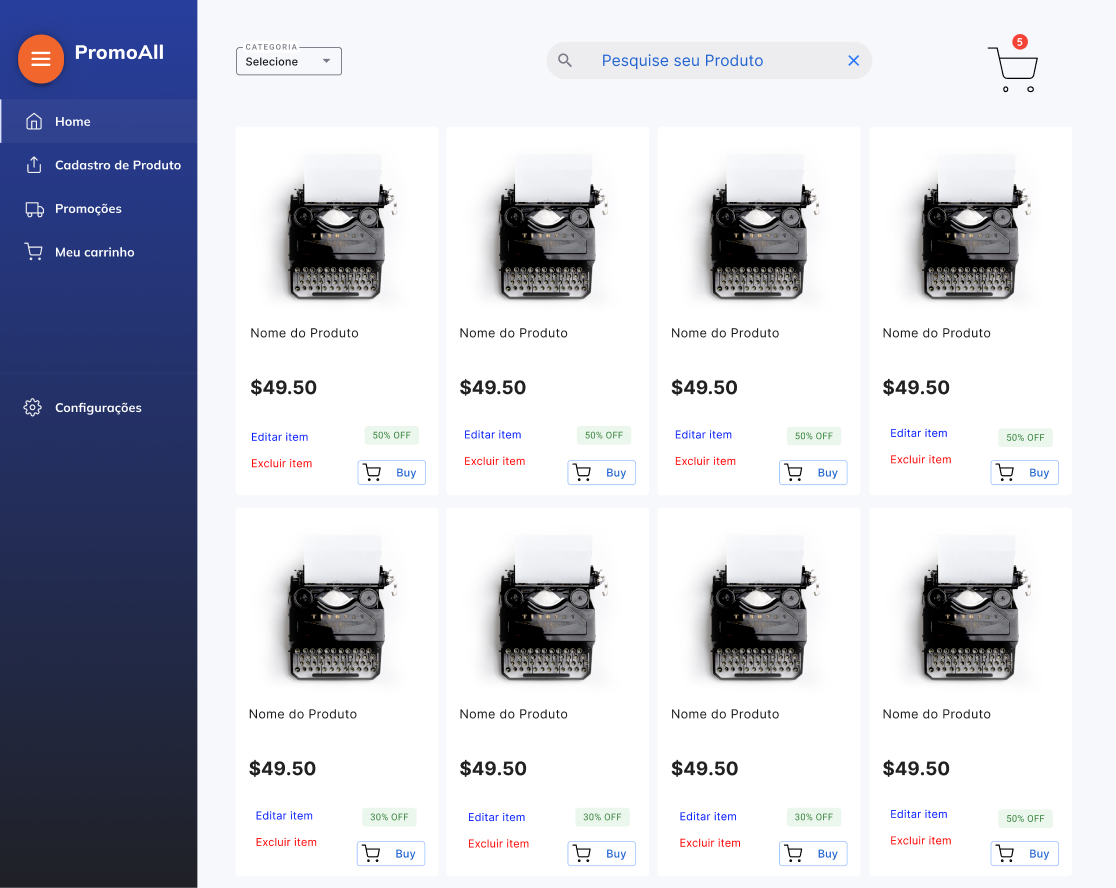 PromoAll
Home
Cadastro de Produto
Promoções
Meu carrinho
Configurações
CATEGORIA
Selecione
Pesquise seu Produto
5
Nome do Produto
$49.50
Editar item
50% OFF
Excluir item
Buy
Nome do Produto
$49.50
Editar item
50% OFF
Excluir item
Buy
Nome do Produto
$49.50
Editar item
50% OFF
Excluir item
Buy
Nome do Produto
$49.50
Editar item
50% OFF
Excluir item
Buy
Nome do Produto
$49.50
Editar item
30% OFF
Excluir item
Buy
Nome do Produto
$49.50
Editar item
30% OFF
Excluir item
Buy
Nome do Produto
$49.50
Editar item
30% OFF
Excluir item
Buy
Nome do Produto
$49.50
Editar item
50% OFF
Excluir item
Buy